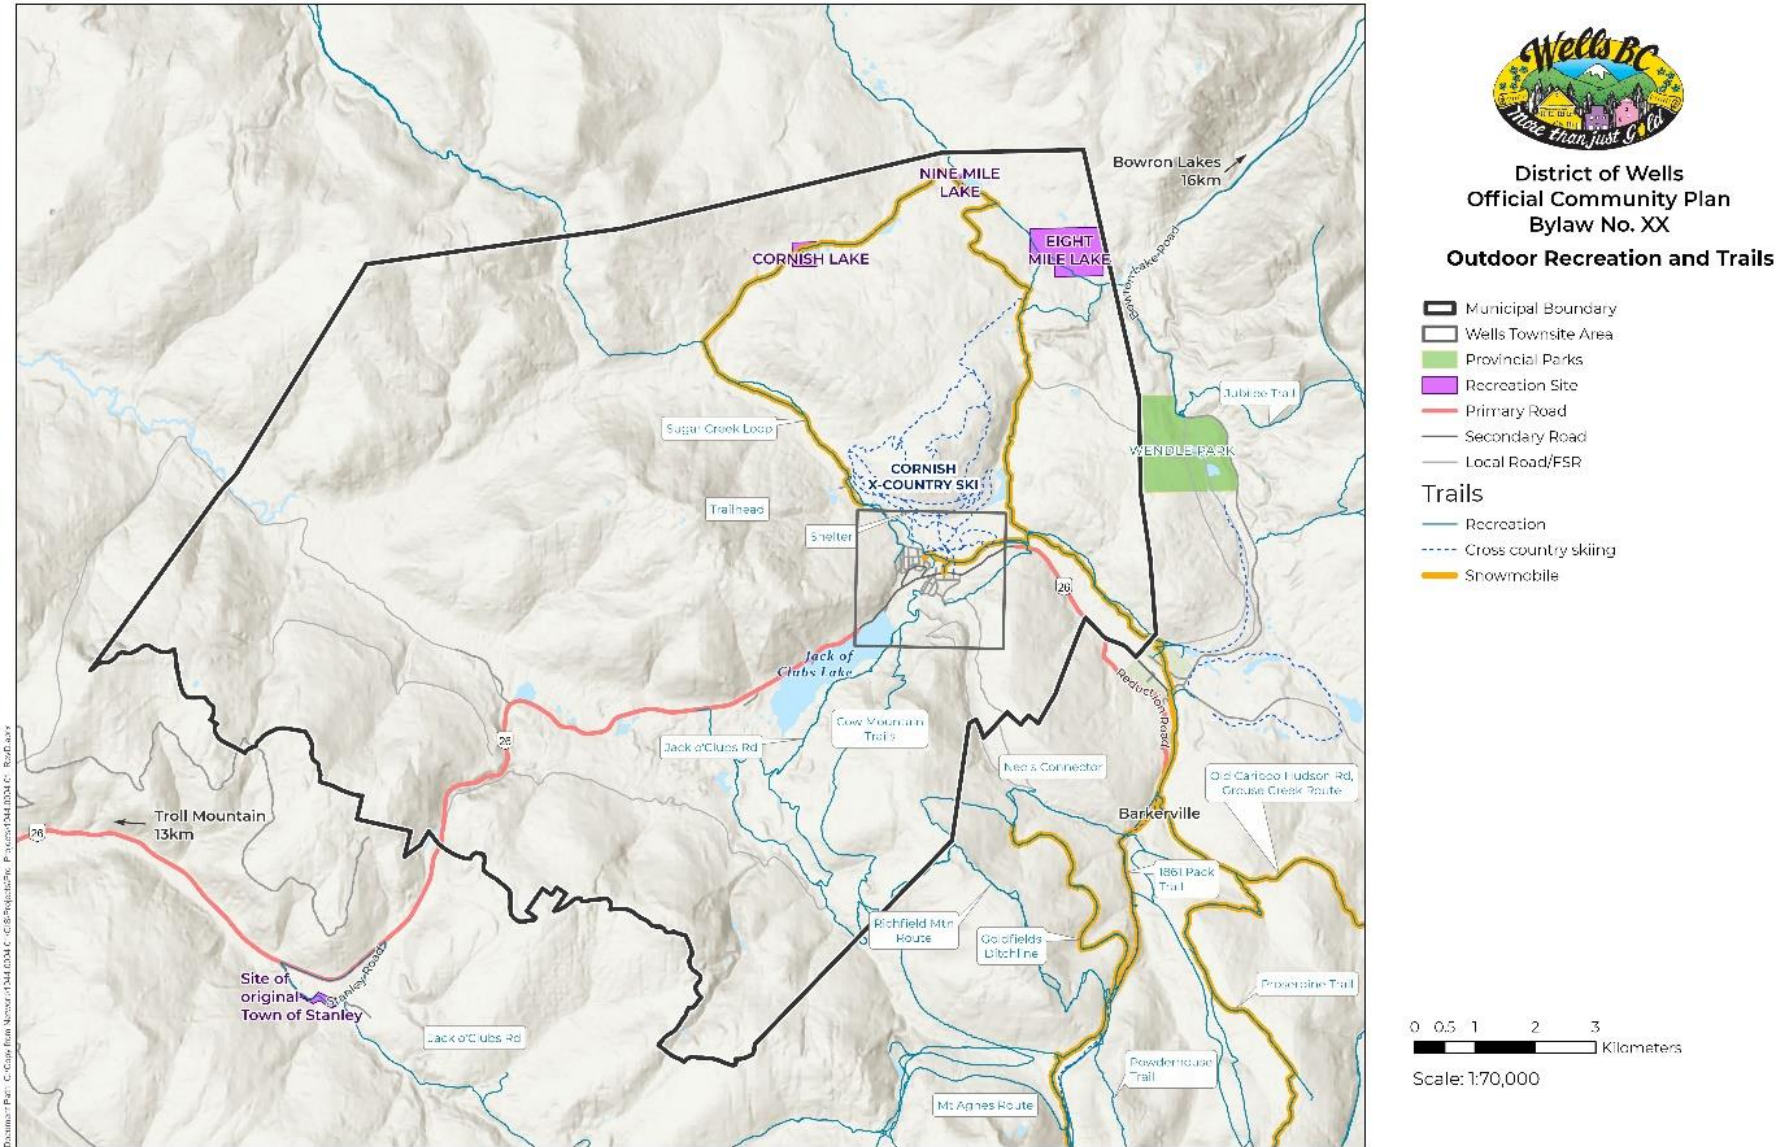 Wells BC
More than just Gold
District of Wells
Official Community Plan
Bylaw No. XX
Outdoor Recreation and Trails
Municipal Boundary
Wells Townsite Area
Provincial Parks
Recreation Site
Primary Road
Secondary Road
Local Road/FSR
Trails
Recreation
Cross country skiing
Snowmobile
0 0.5 1 2 3
Kilometers
Scale: 1:70,000
Bowron Lakes
16km
NINE MILE
LAKE
EIGHT
MILE LAKE
CORNISH LAKE
Bowron Lake Road
Jubilee Trail
Sugar Creek Loop
WENDLE PARK
CORNISH
X-COUNTRY SKI
Trailhead
Shelter
26
Jack of
Clubs Lake
Reduction Road
Cow Mountain
Trails
Jack o'Clubs Rd
26
Ned's Connector
Old Cariboo Hudson Rd,
Grouse Creek Route
Troll Mountain
13km
26
Barkerville
1861 Pack
Trail
Richfield Mtn
Route
Goldfields
Ditchline
Stanley Road
Site of
original
Town of Stanley
Proserpine Trail
Jack o'Clubs Rd
Powderhouse
Trail
Mt Agnes Route